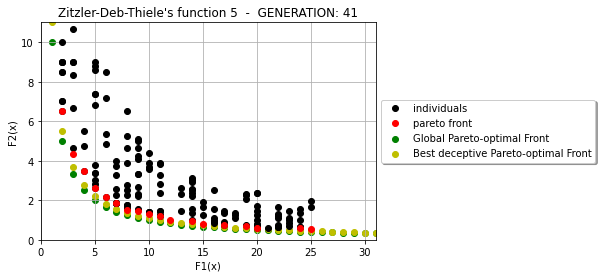 Zitzler-Deb-Thiele's function 5 - GENERATION: 41
F2(x)
10
8
6
4
2
0
0 5 10 15 20 25 30
F1(x)
individuals
pareto front
Global Pareto-optimal Front
Best deceptive Pareto-optimal Front